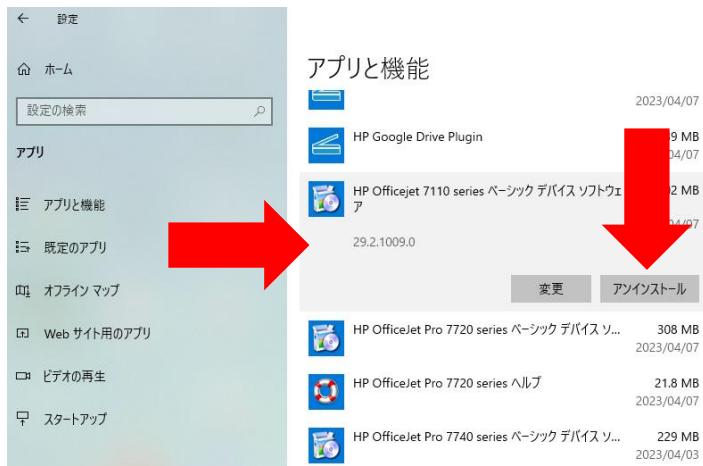 設定
ホーム
設定の検索
アプリ
アプリと機能
既定のアプリ
オフライン マップ
Web サイト用のアプリ
ビデオの再生
スタートアップ
アプリと機能
2023/04/07
HP Google Drive Plugin
9 MB
04/07
HP Officejet 7110 series ベーシック デバイス ソフトウェ
ア
02 MB
04/07
29.2.1009.0
変更
アンインストール
HP OfficeJet Pro 7720 series ベーシック デバイス ソ...
308 MB
2023/04/07
HP OfficeJet Pro 7720 series ヘルプ
21.8 MB
2023/04/07
HP OfficeJet Pro 7740 series ベーシック デバイス ソ...
229 MB
2023/04/03